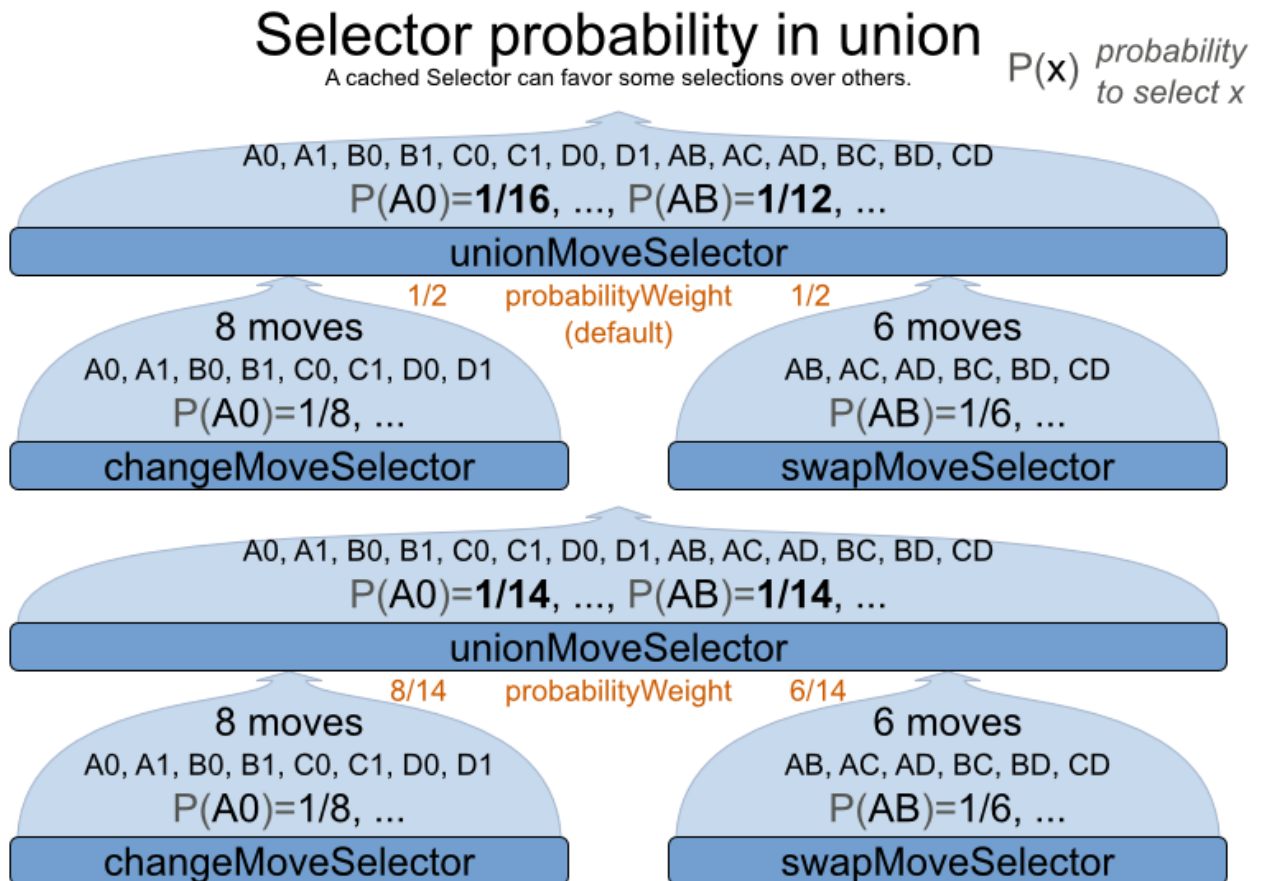 Selector probability in union
A cached Selector can favor some selections over others.
P(x) probability
to select x
A0, A1, B0, B1, C0, C1, D0, D1, AB, AC, AD, BC, BD, CD
P(A0)=1/16, ..., P(AB)=1/12, ...
unionMoveSelector
1/2 probabilityWeight 1/2
(default)
8 moves
A0, A1, B0, B1, C0, C1, D0, D1
P(A0)=1/8, ...
changeMoveSelector
6 moves
AB, AC, AD, BC, BD, CD
P(AB)=1/6, ...
swapMoveSelector
A0, A1, B0, B1, C0, C1, D0, D1, AB, AC, AD, BC, BD, CD
P(A0)=1/14, ..., P(AB)=1/14, ...
unionMoveSelector
8/14 probabilityWeight 6/14
8 moves
A0, A1, B0, B1, C0, C1, D0, D1
P(A0)=1/8, ...
changeMoveSelector
6 moves
AB, AC, AD, BC, BD, CD
P(AB)=1/6, ...
swapMoveSelector